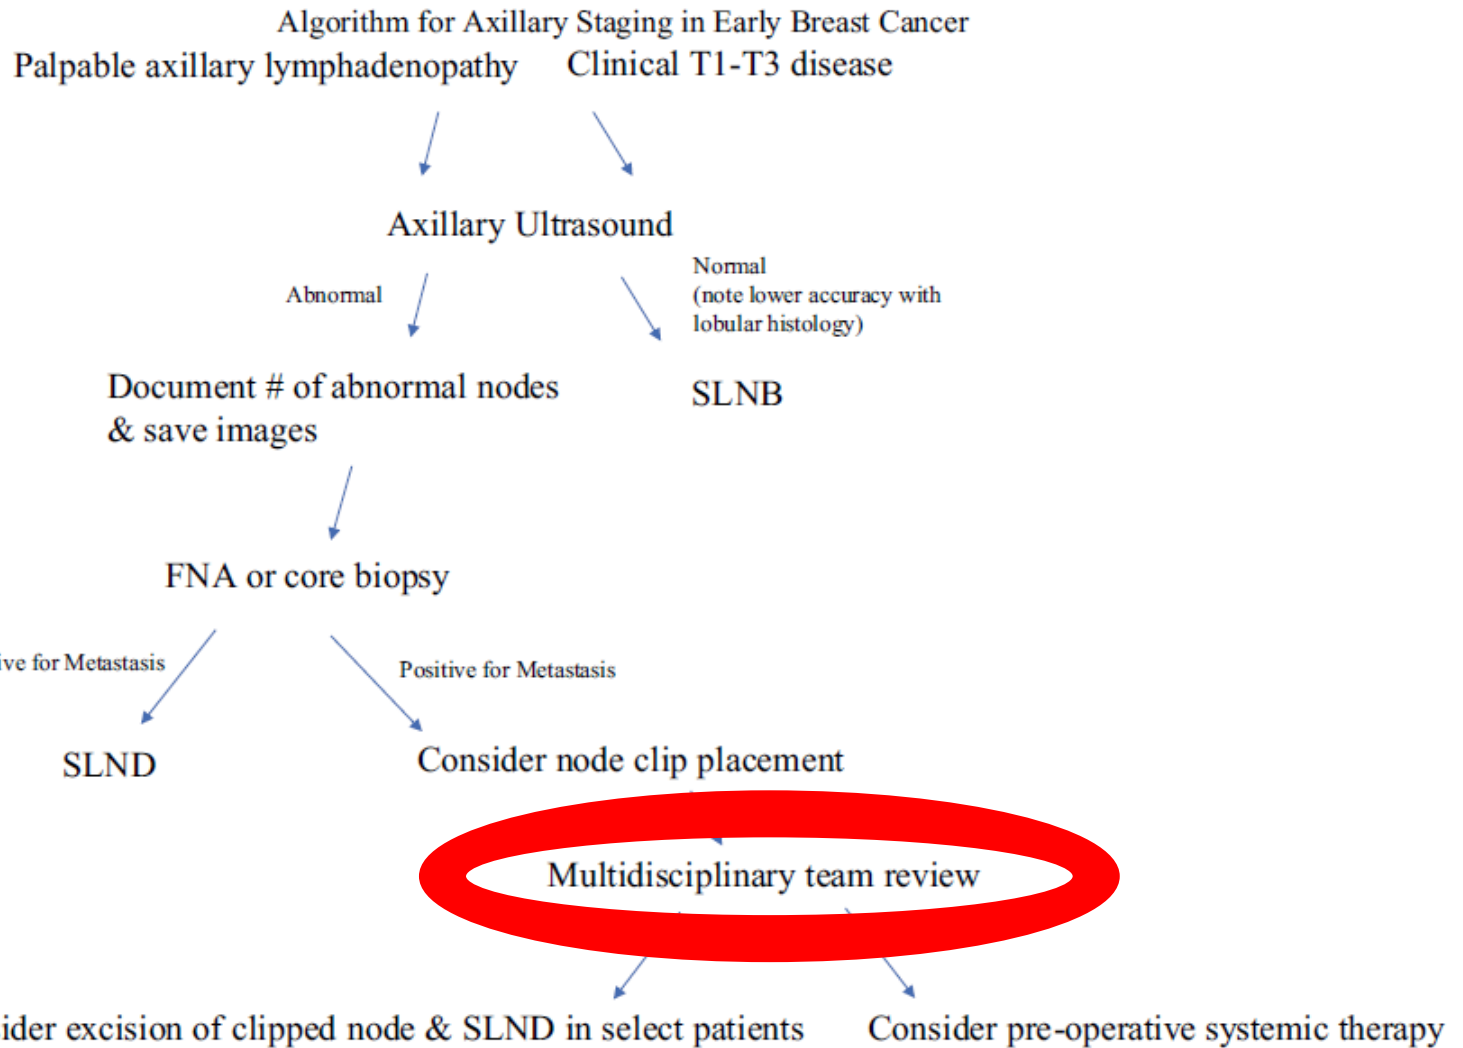 Algorithm for Axillary Staging in Early Breast Cancer
Palpable axillary lymphadenopathy
Clinical T1-T3 disease
Axillary Ultrasound
Abnormal
Normal
(note lower accuracy with
lobular histology)
Document # of abnormal nodes
& save images
SLNB
FNA or core biopsy
ive for Metastasis
Positive for Metastasis
SLND
Consider node clip placement
Multidisciplinary team review
ider excision of clipped node & SLND in select patients
Consider pre-operative systemic therapy